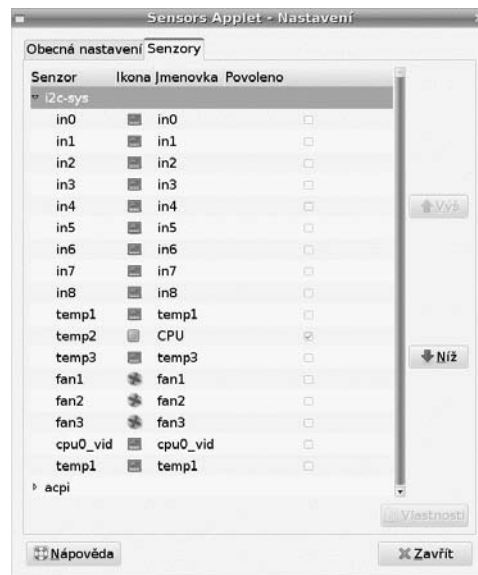 Sensors Applet - Nastavení
Obecná nastavení Senzory
Senzor Ikona Jmenovka Povoleno
i2c-sys
in0 in0
in1 in1
in2 in2
in3 in3
in4 in4
in5 in5
in6 in6
in7 in7
in8 in8
temp1 temp1
temp2 CPU
temp3 temp3
fan1 fan1
fan2 fan2
fan3 fan3
cpu0_vid cpu0_vid
temp1 temp1
acpi
Výš
Níž
Vlastnosti
Nápověda
Zavřít